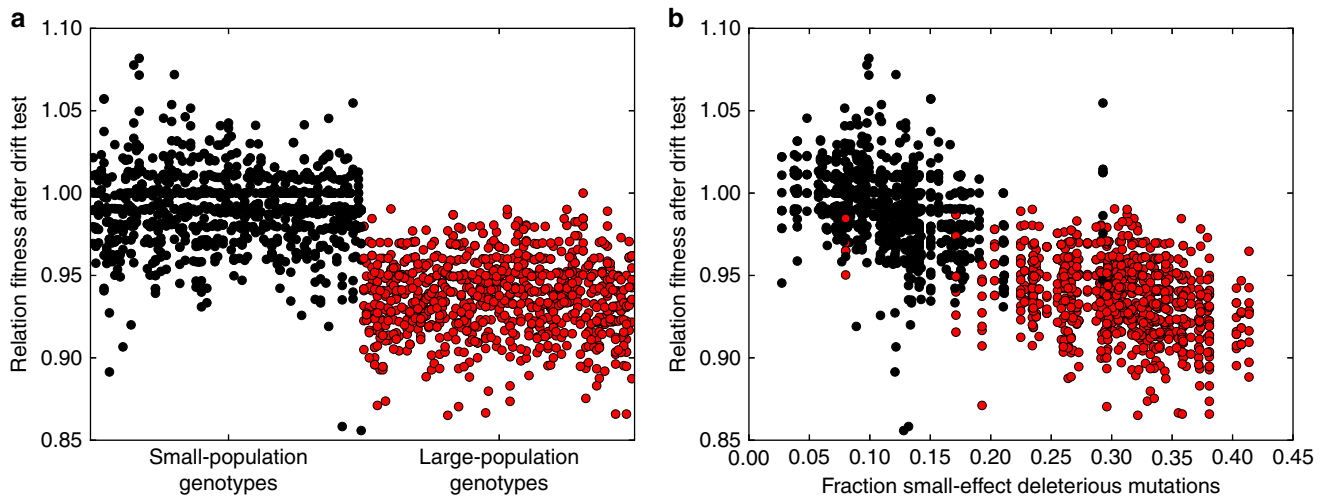 a
1.10
1.05
1.00
0.95
0.90
0.85
Relation fitness after drift test
Small-population
genotypes
Large-population
genotypes
b
1.10
1.05
1.00
0.95
0.90
0.85
Relation fitness after drift test
0.00 0.05 0.10 0.15 0.20 0.25 0.30 0.35 0.40 0.45
Fraction small-effect deleterious mutations